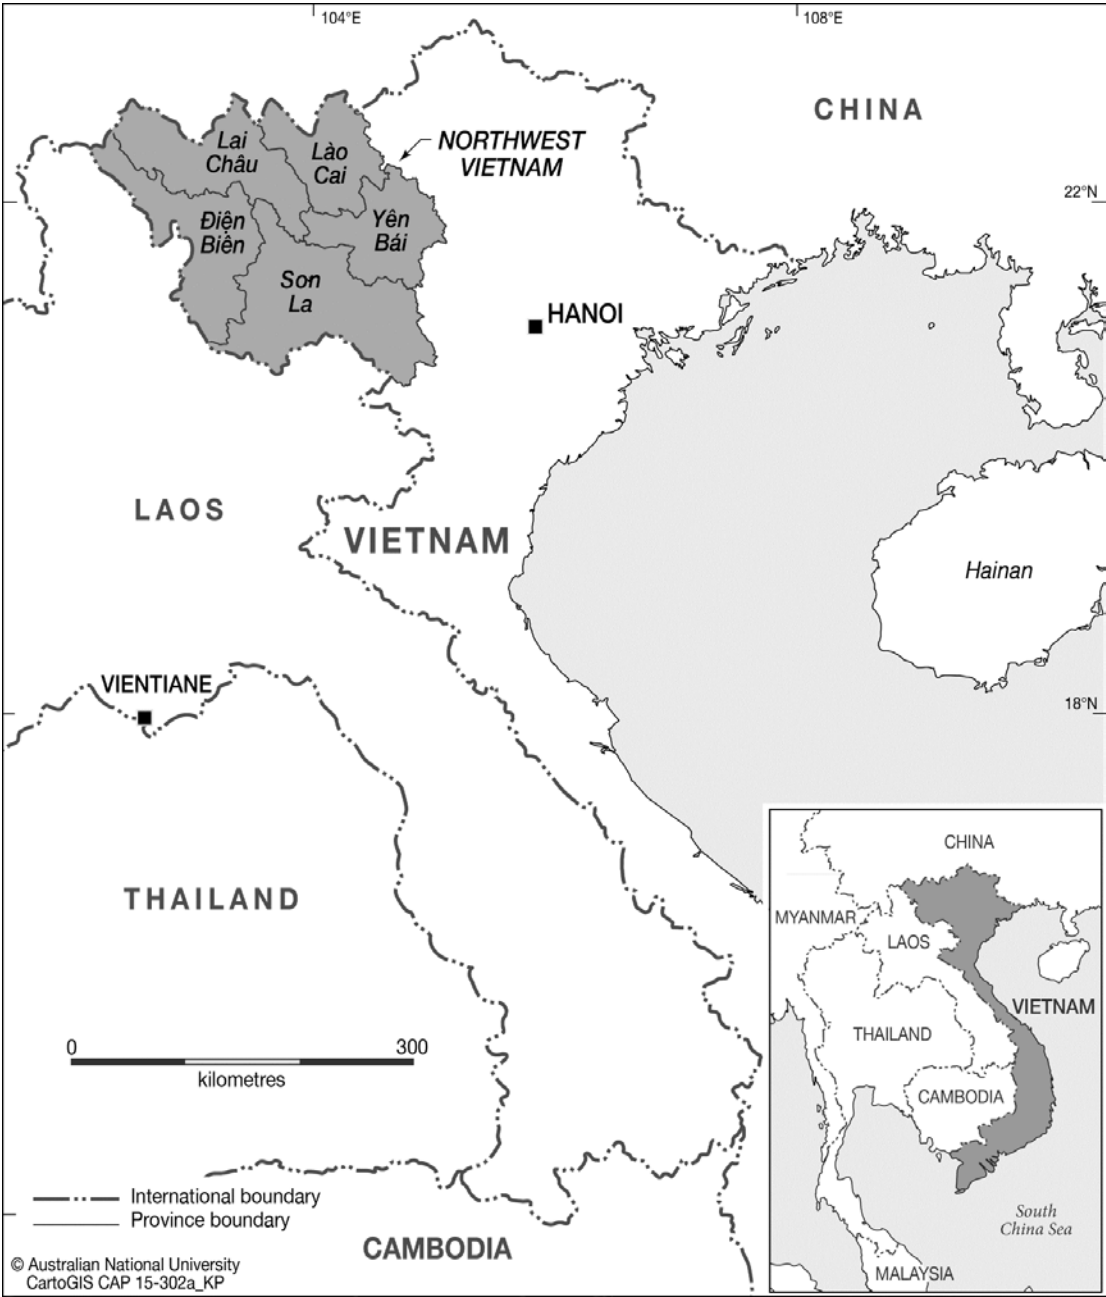 104°E
108°E
CHINA
NORTHWEST
VIETNAM
Lai
Châu
Lào
Cai
22°N
Điện
Biên
Yên
Bái
Sơn
La
HANOI
LAOS
VIETNAM
Hainan
VIENTIANE
18°N
THAILAND
0
300
kilometres
International boundary
Province boundary
CAMBODIA
© Australian National University
CartoGIS CAP 15-302a_KP
CHINA
MYANMAR
LAOS
VIETNAM
THAILAND
CAMBODIA
South
China Sea
MALAYSIA